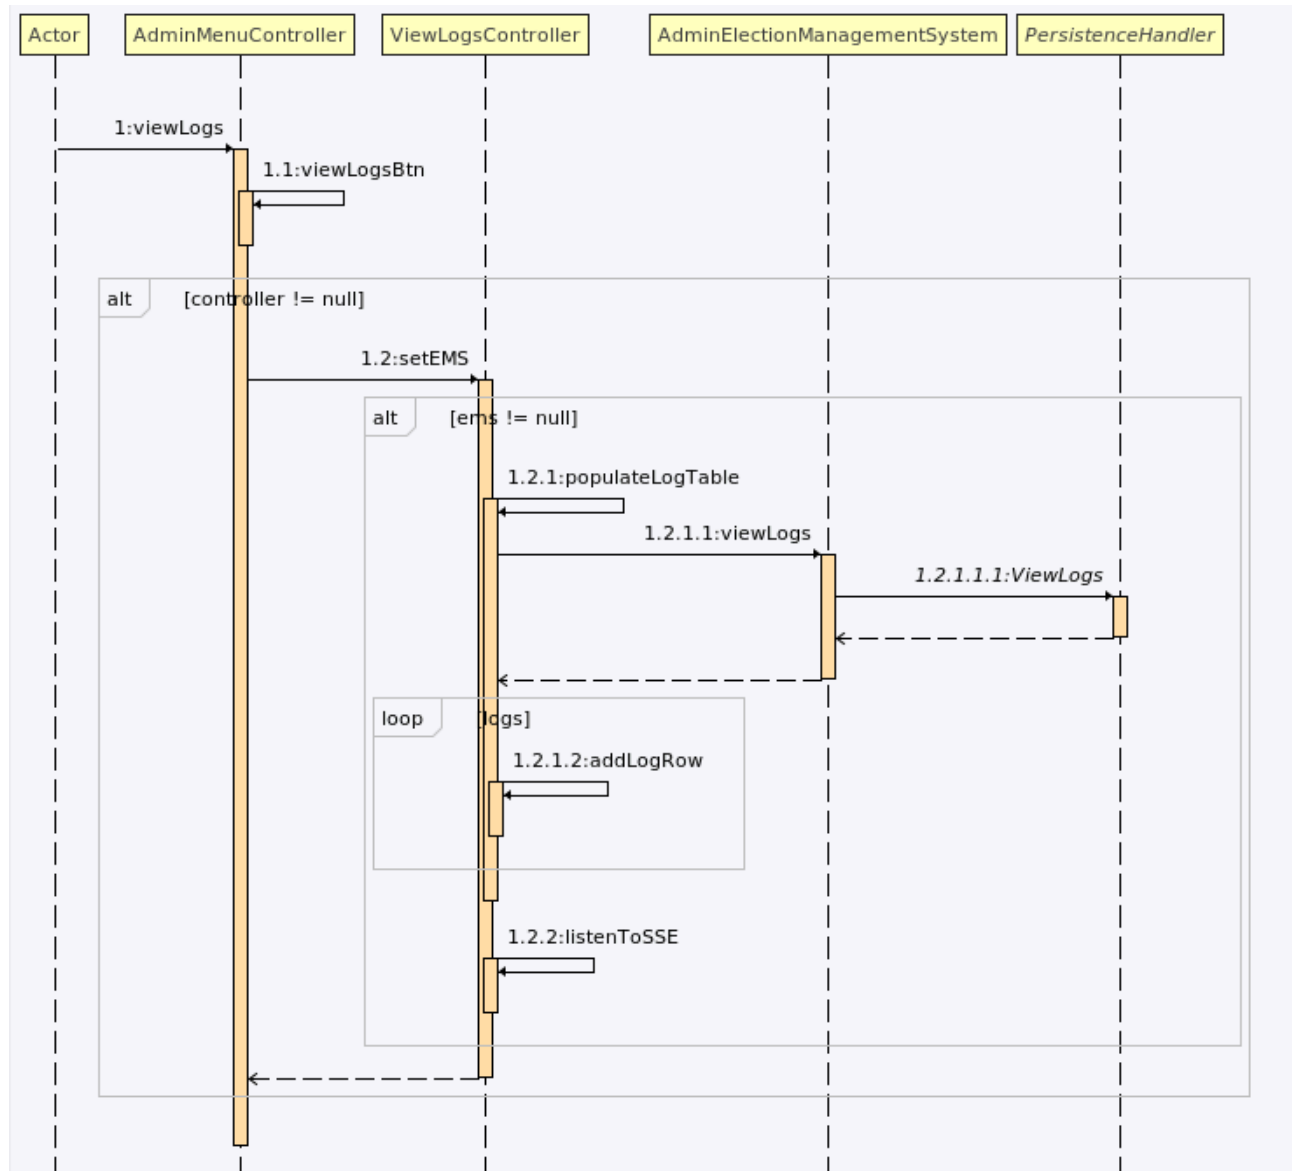 Actor
AdminMenuController
ViewLogsController
AdminElectionManagementSystem
PersistenceHandler
1:viewLogs
1.1:viewLogsBtn
alt
[controller != null]
1.2:setEMS
alt
[ems != null]
1.2.1:populateLogTable
1.2.1.1:viewLogs
1.2.1.1.1:ViewLogs
loop
[logs]
1.2.1.2:addLogRow
1.2.2:listenToSSE